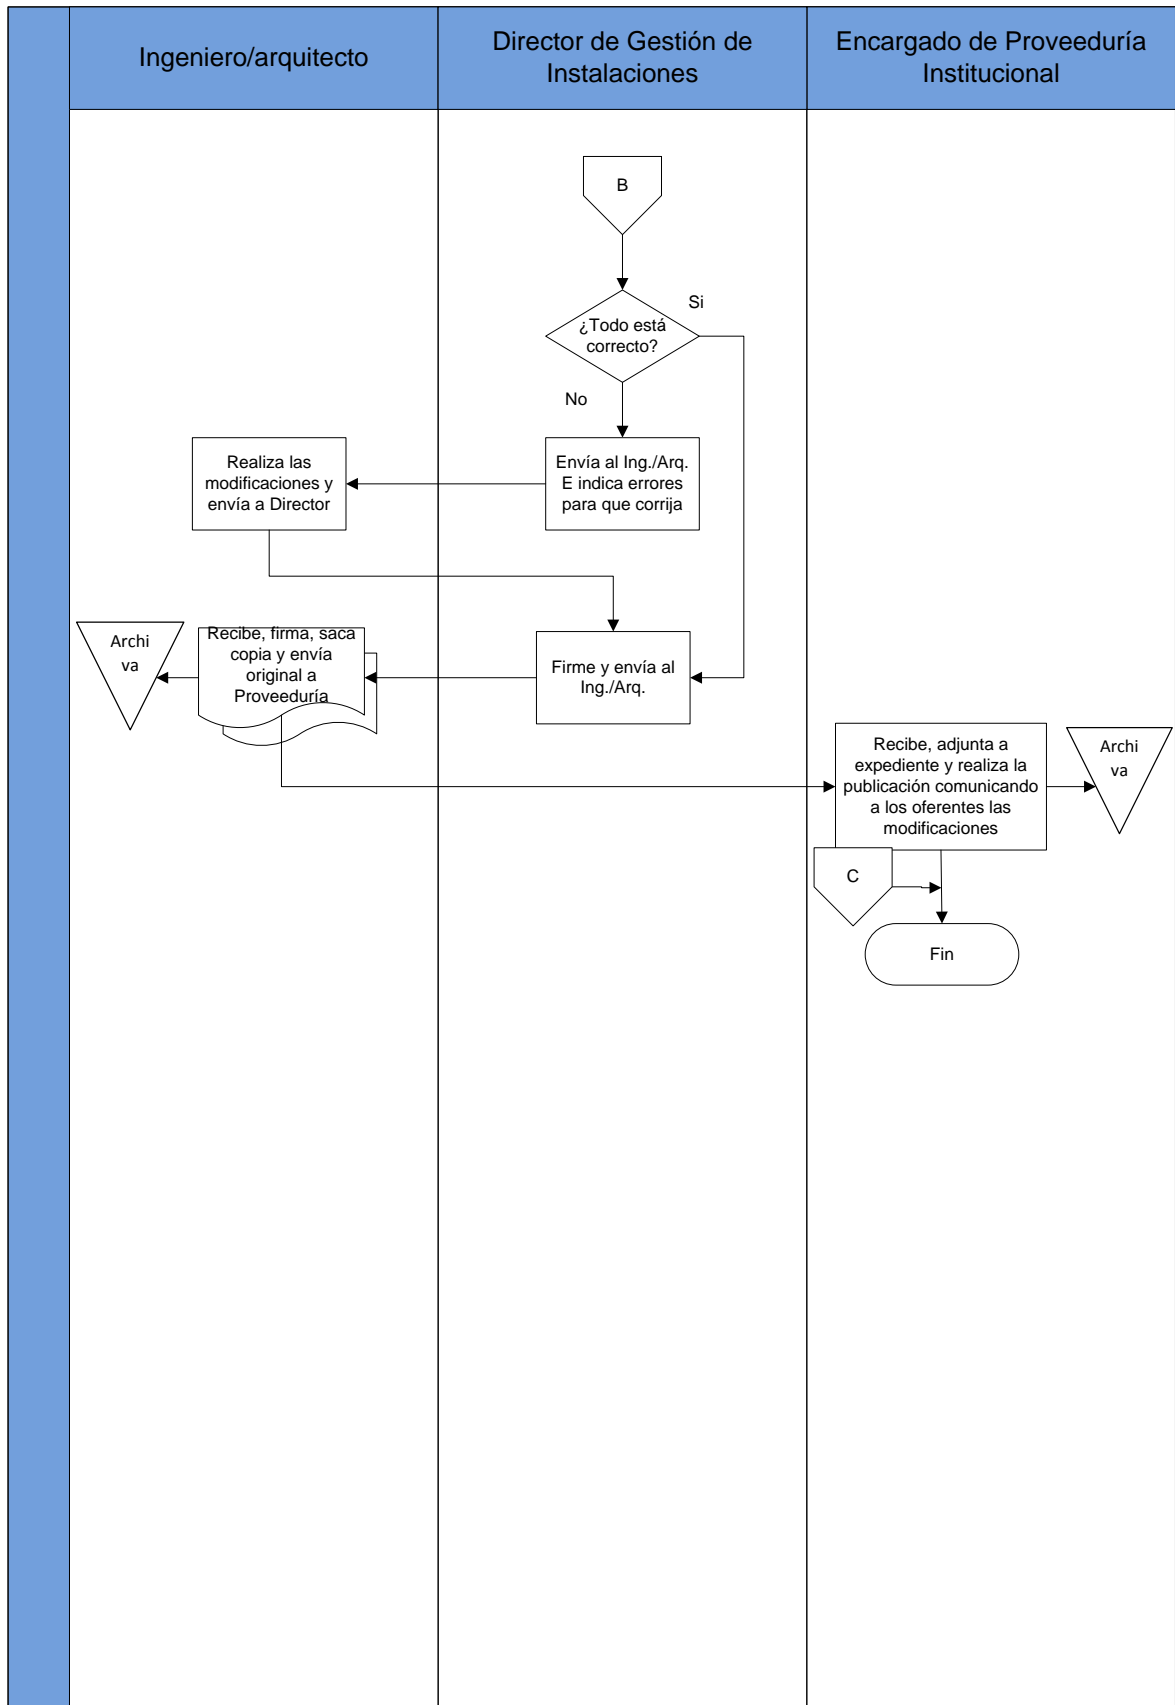 Ingeniero/arquitecto
Director de Gestión de
Instalaciones
Encargado de Proveeduría
Institucional
B
Si
¿Todo está
correcto?
No
Realiza las
modificaciones y
envía a Director
Envía al Ing./Arq.
E indica errores
para que corrija
Archi
va
Recibe, firma, saca
copia y envía
original a
Proveeduría
Firme y envía al
Ing./Arq.
Recibe, adjunta a
expediente y realiza la
publicación comunicando
a los oferentes las
modificaciones
Archi
va
C
Fin